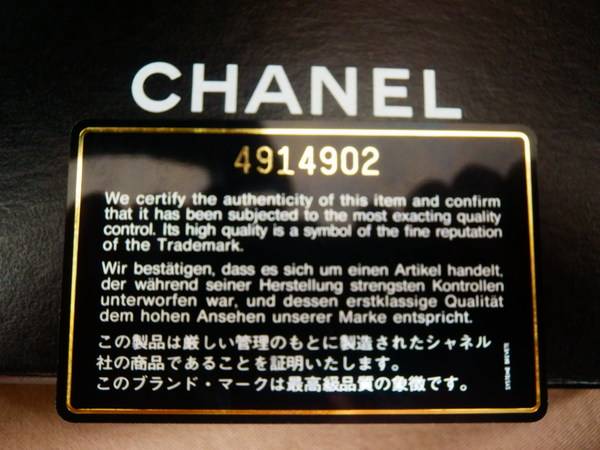 CHANEL
4914902
We certify the authenticity of this item and confirm
that it has been subjected to the most exacting quality
control. Its high quality is a symbol of the fine reputation
of the Trademark.
Wir bestätigen, dass es sich um einen Artikel handelt,
der während seiner Herstellung strengsten Kontrollen
unterworfen war, und dessen erstklassige Qualität
dem hohen Ansehen unserer Marke entspricht.
この製品は厳しい管理のもとに製造されたシャネル
社の商品であることを証明いたします。
このブランド・マークは最高級品質の象徴です。